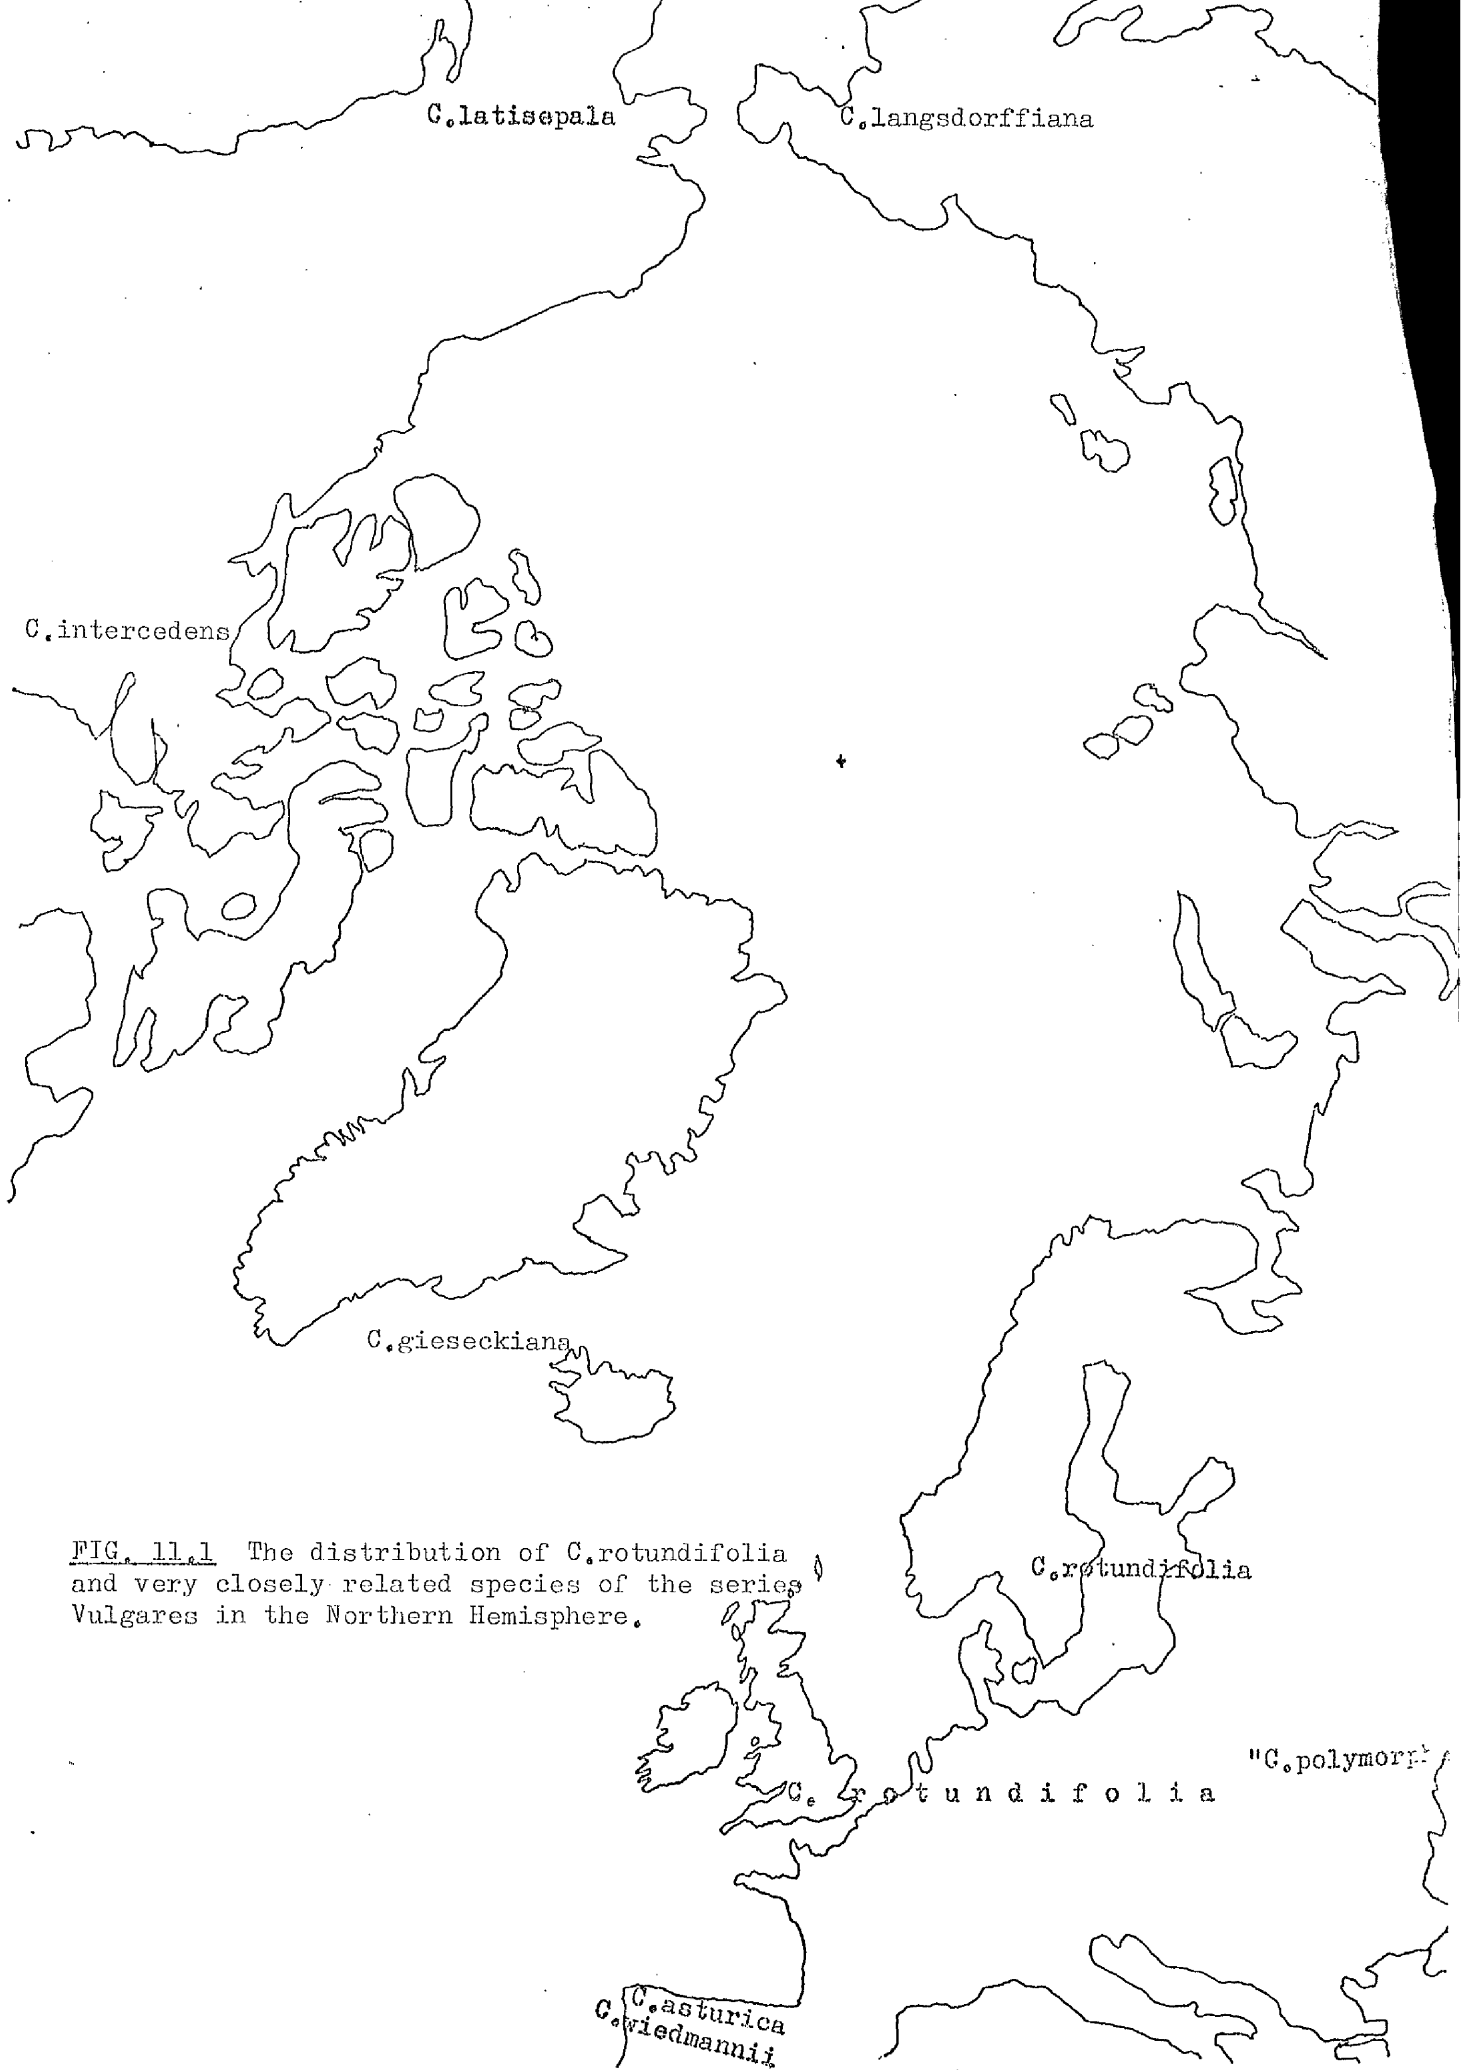 C.latisepala
C.langsdorffiana
C.intercedens
C.gieseckiana
FIG. 11.1 The distribution of C.rotundifolia
and very closely related species of the series
Vulgares in the Northern Hemisphere.
C.rotundifolia
"C.polymorph
C. rotundifolia
C.asturica
C.wiedmannii